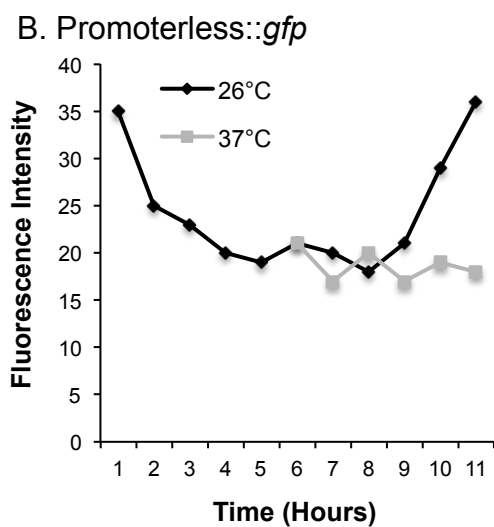 B. Promoterless::gfp
40
35
30
25
20
15
10
5
0
Fluorescence Intensity
26°C
37°C
1 2 3 4 5 6 7 8 9 10 11
Time (Hours)